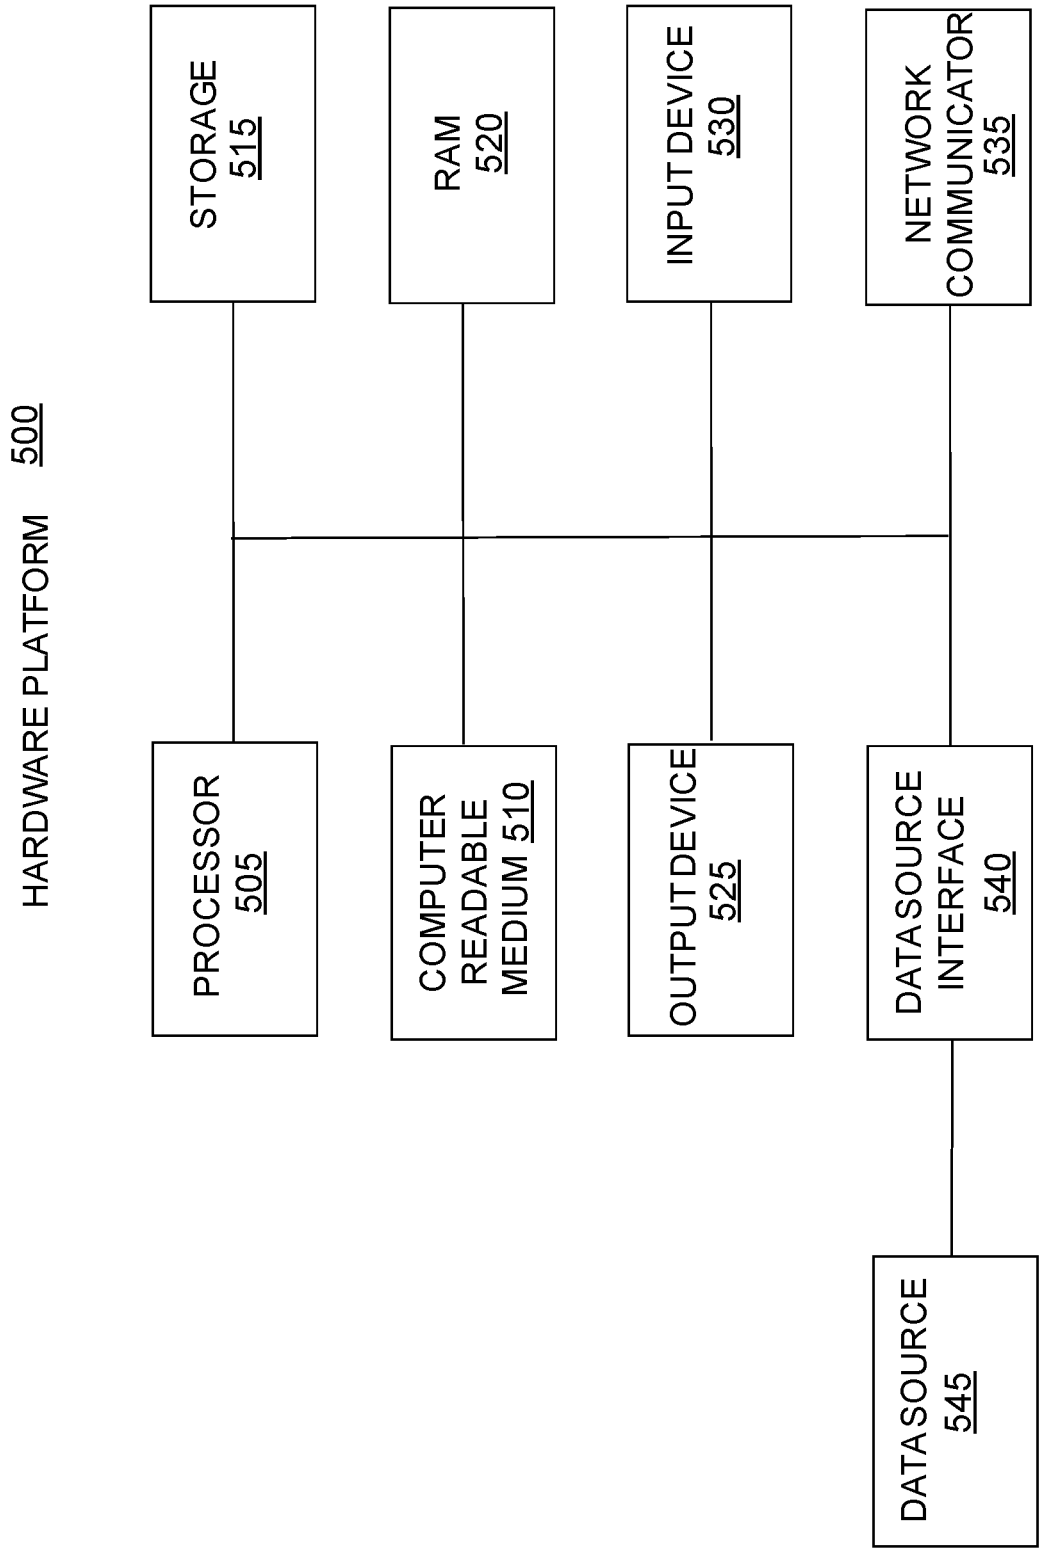 HARDWARE PLATFORM 500
PROCESSOR
505
STORAGE
515
COMPUTER
READABLE
MEDIUM 510
RAM
520
OUTPUT DEVICE
525
INPUT DEVICE
530
DATASOURCE
545
DATASOURCE
INTERFACE
540
NETWORK
COMMUNICATOR
535